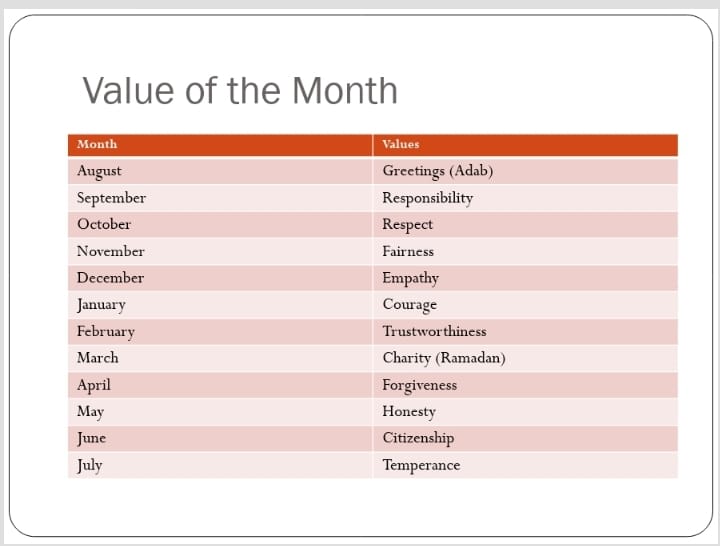 Value of the Month
Month Values
August Greetings (Adab)
September Responsibility
October Respect
November Fairness
December Empathy
January Courage
February Trustworthiness
March Charity (Ramadan)
April Forgiveness
May Honesty
June Citizenship
July Temperance